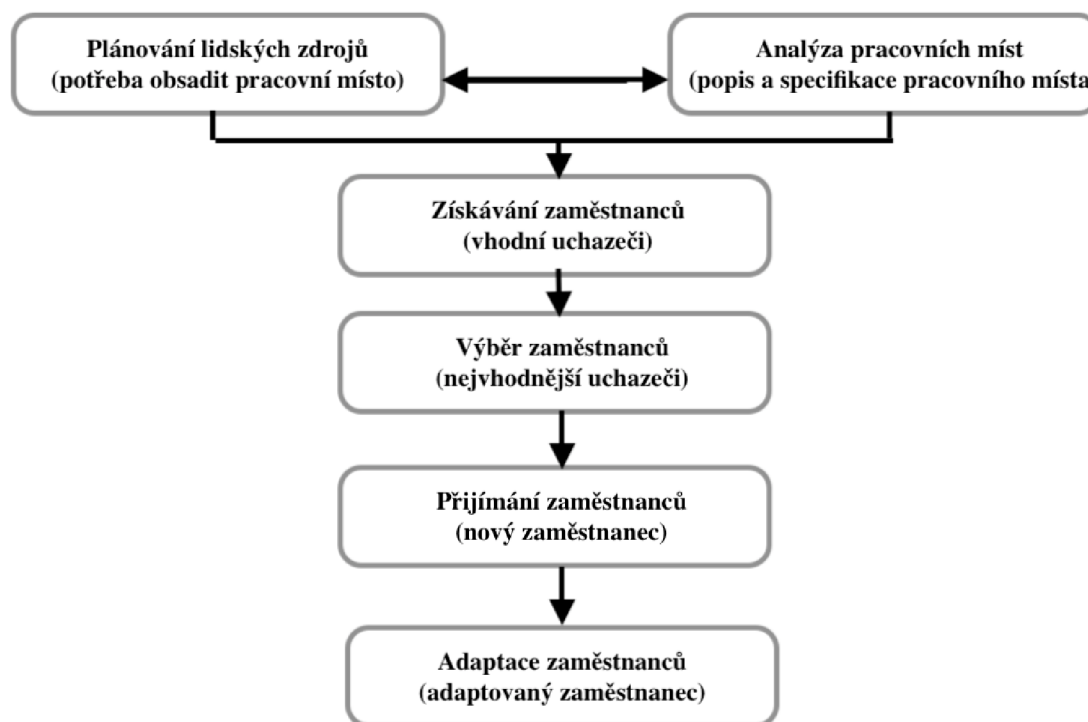 Plánování lidských zdrojů
(potřeba obsadit pracovní místo)
Analýza pracovních míst
(popis a specifikace pracovního místa
Získávání zaměstnanců
(vhodní uchazeči)
Výběr zaměstnanců
(nejvhodnější uchazeči)
Přijímání zaměstnanců
(nový zaměstnanec)
Adaptace zaměstnanců
(adaptovaný zaměstnanec)